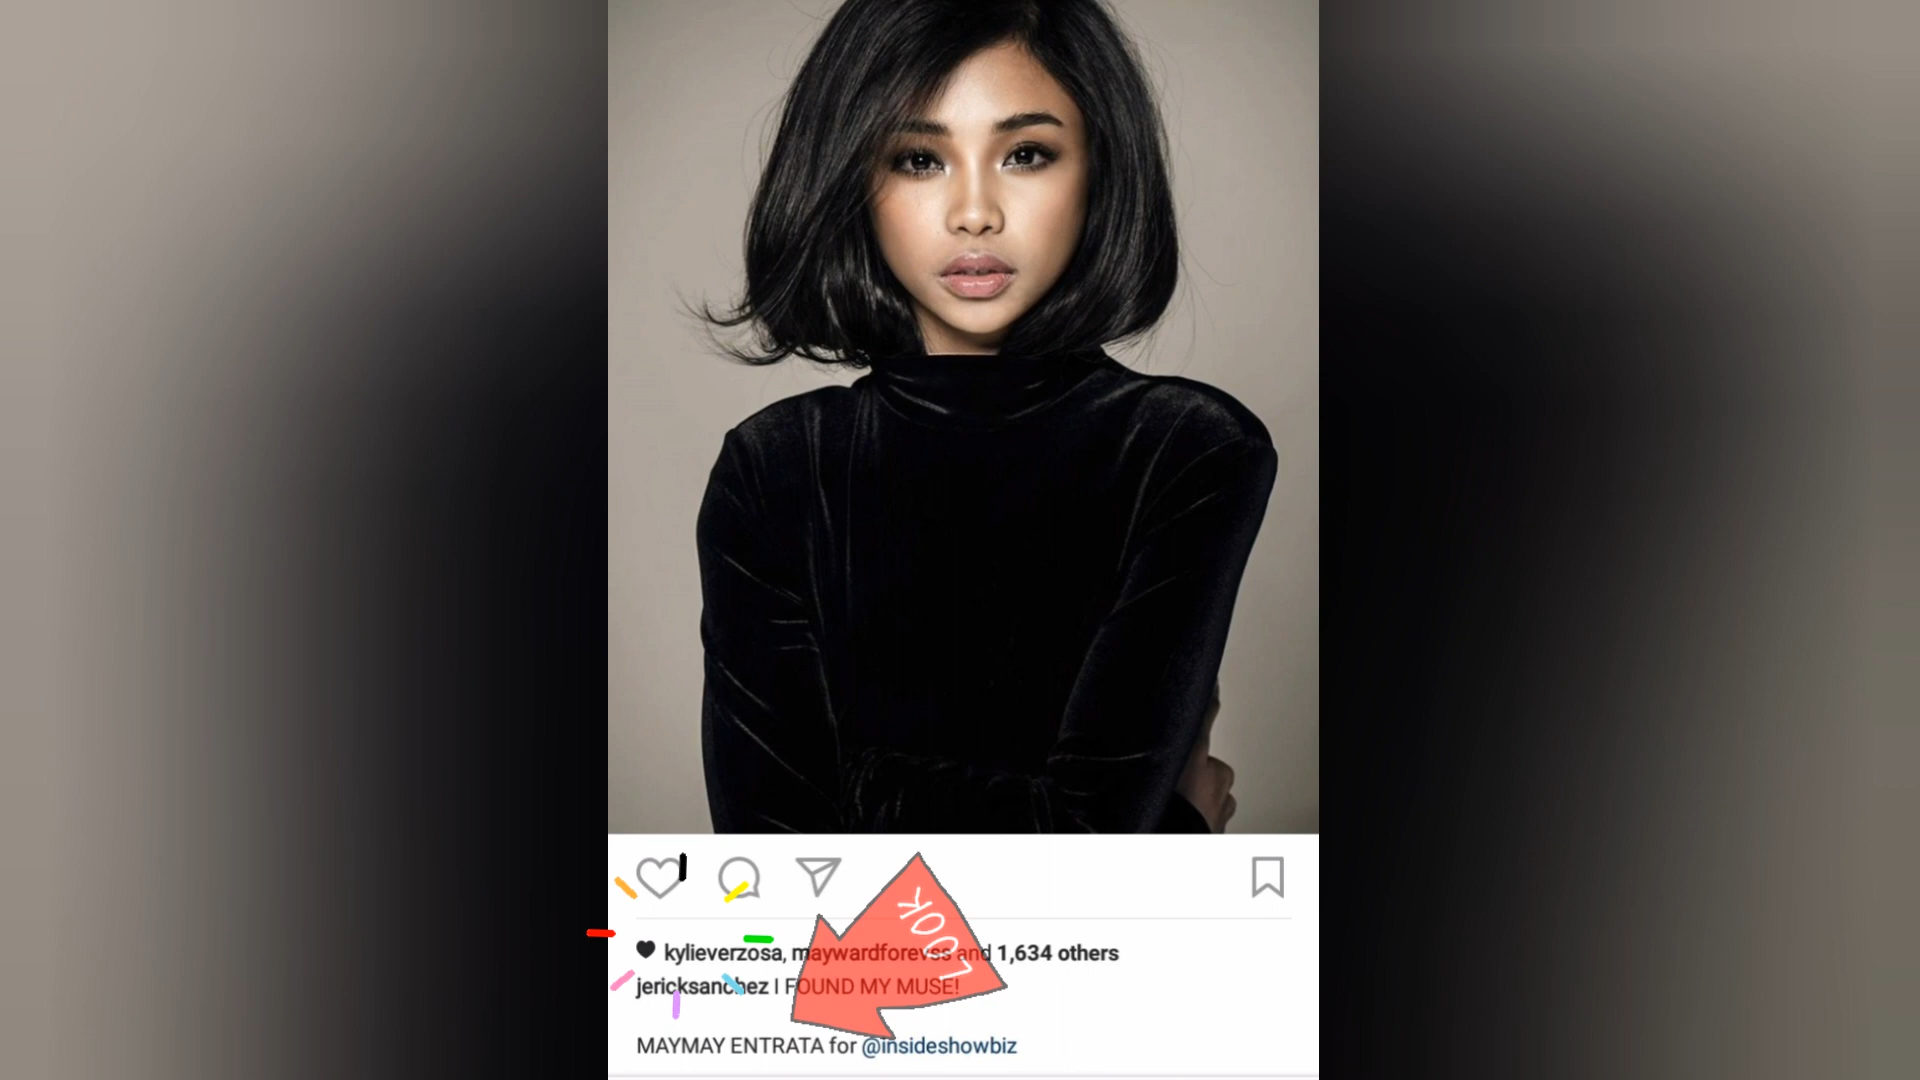 LOOK
kylieverzosa, maywardforevss and 1,634 others
jericksanchez I FOUND MY MUSE!
MAYMAY ENTRATA for @insideshowbiz